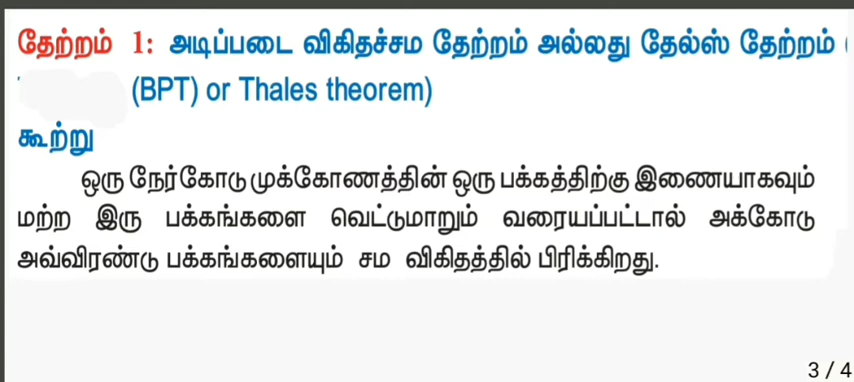 தேற்றம் 1: அடிப்படை விகிதச்சம தேற்றம் அல்லது தேல்ஸ் தேற்றம் (
(BPT) or Thales theorem)
கூற்று
ஒரு நேர்கோடு முக்கோணத்தின் ஒரு பக்கத்திற்கு இணையாகவும்
மற்ற இரு பக்கங்களை வெட்டுமாறும் வரையப்பட்டால் அக்கோடு
அவ்விரண்டு பக்கங்களையும் சம விகிதத்தில் பிரிக்கிறது.
3 / 4